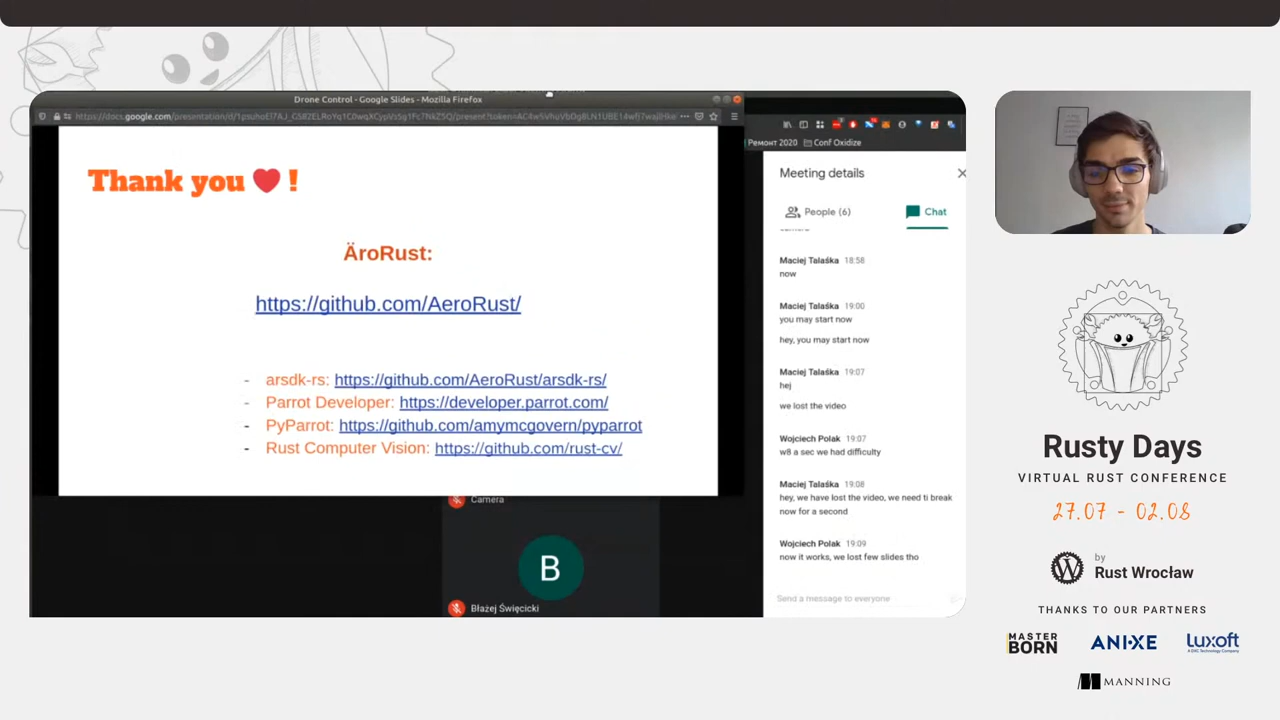 Drone Control - Google Slides - Mozilla Firefox
Thank you ❤ !
ÄroRust:
https://github.com/AeroRust/
- arsdk-rs: https://github.com/AeroRust/arsdk-rs/
- Parrot Developer: https://developer.parrot.com/
- PyParrot: https://github.com/amymcgovern/pyparrot
- Rust Computer Vision: https://github.com/rust-cv/
Camera
B
Błażej Święcicki
Ремонт 2020
Conf Oxidize
Meeting details
People (6)
Chat
Maciej Talaśka 18:58
now
Maciej Talaśka 19:00
you may start now
hey, you may start now
Maciej Talaśka 19:07
hej
we lost the video
Wojciech Polak 19:07
w8 a sec we had difficulty
Maciej Talaśka 19:08
hey, we have lost the video, we need ti break
now for a second
Wojciech Polak 19:09
now it works, we lost few slides tho
Send a message to everyone
Rusty Days
VIRTUAL RUST CONFERENCE
27.07 - 02.08
by
Rust Wrocław
THANKS TO OUR PARTNERS
MASTER
BORN
ANIXE
Luxoft
A DXC Technology Company
MANNING